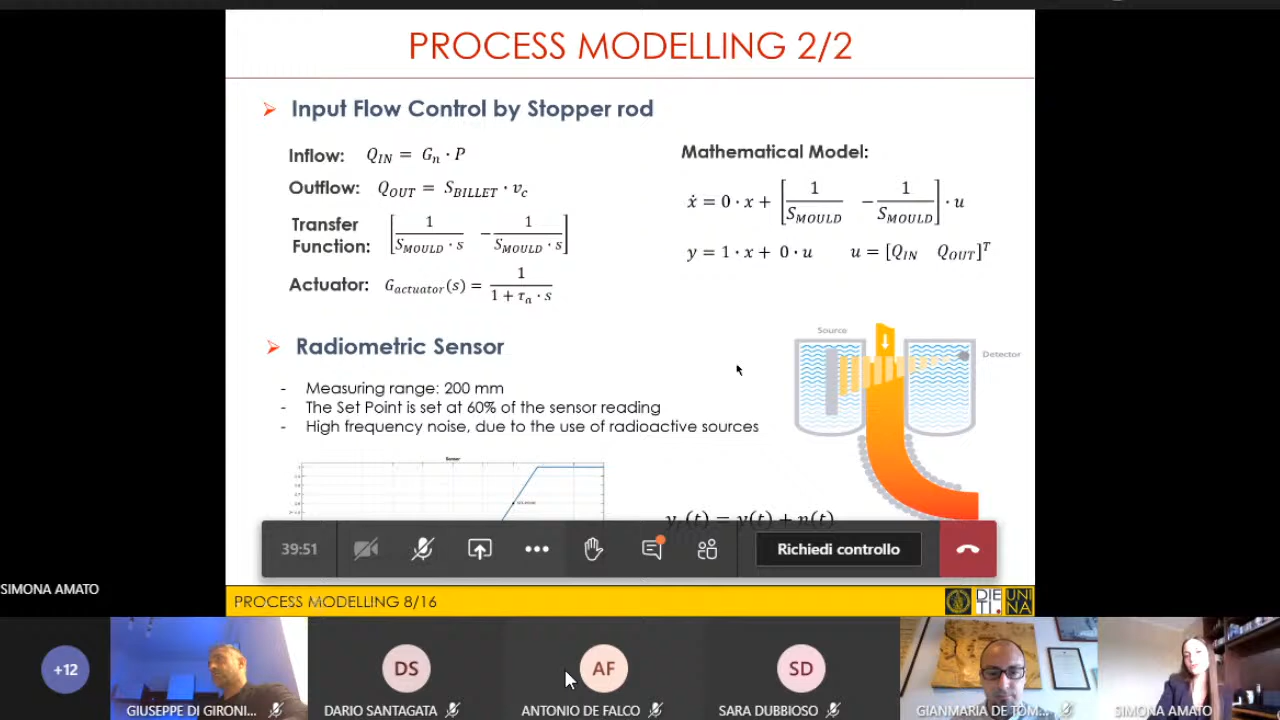 PROCESS MODELLING 2/2
Input Flow Control by Stopper rod
Inflow: Q_IN = G_n · P
Outflow: Q_OUT = S_BILLET · v_c
Transfer
Function: [1/(S_MOULD · s) −1/(S_MOULD · s)]
Actuator: G_actuator(s) = 1/(1 + τ_a · s)
Mathematical Model:
ẋ = 0 · x + [1/S_MOULD −1/S_MOULD] · u
y = 1 · x + 0 · u u = [Q_IN Q_OUT]^T
Radiometric Sensor
- Measuring range: 200 mm
- The Set Point is set at 60% of the sensor reading
- High frequency noise, due to the use of radioactive sources
Source
Detector
Sensor
39:51
Richiedi controllo
SIMONA AMATO
PROCESS MODELLING 8/16
DIE
TI.
UNI
NA
+12
GIUSEPPE DI GIRONI...
DS
DARIO SANTAGATA
AF
ANTONIO DE FALCO
SD
SARA DUBBIOSO
GIANMARIA DE TOM...
SIMONA AMATO